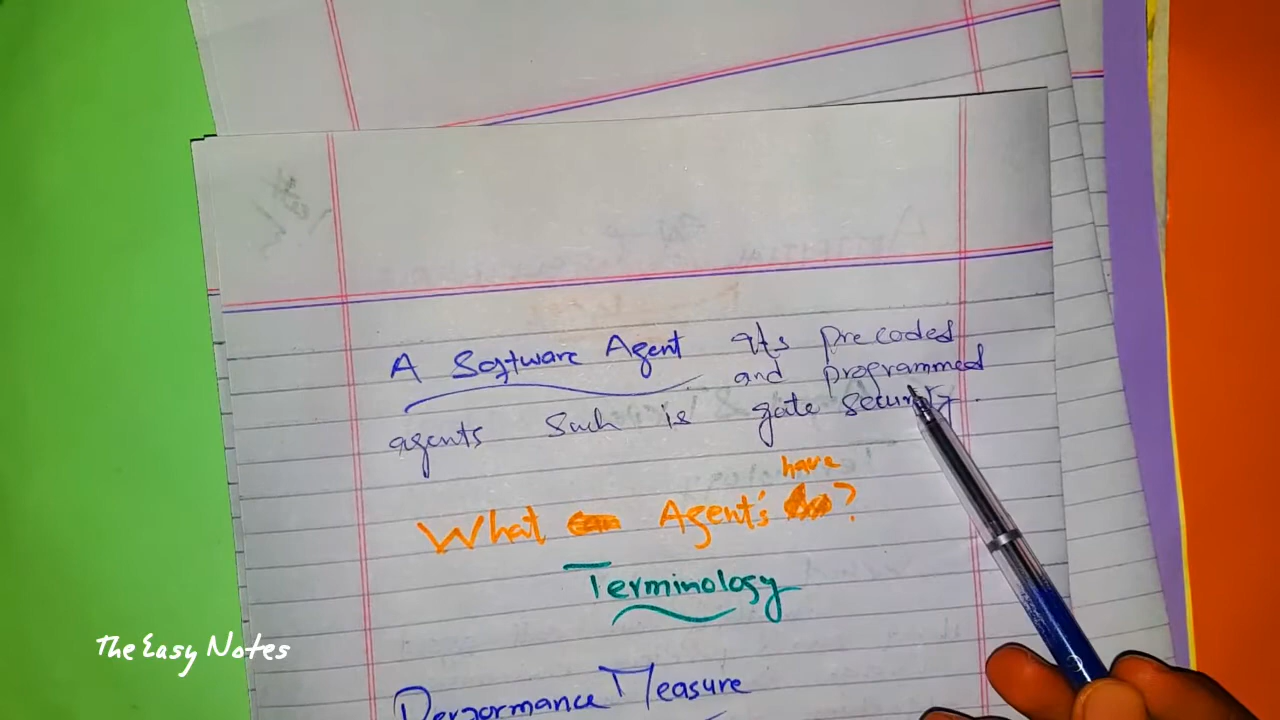 A Software Agent its precoded
and programmed
agents such is gate security.
have
What Agent's ?
Terminology
The Easy Notes
Performance Measure